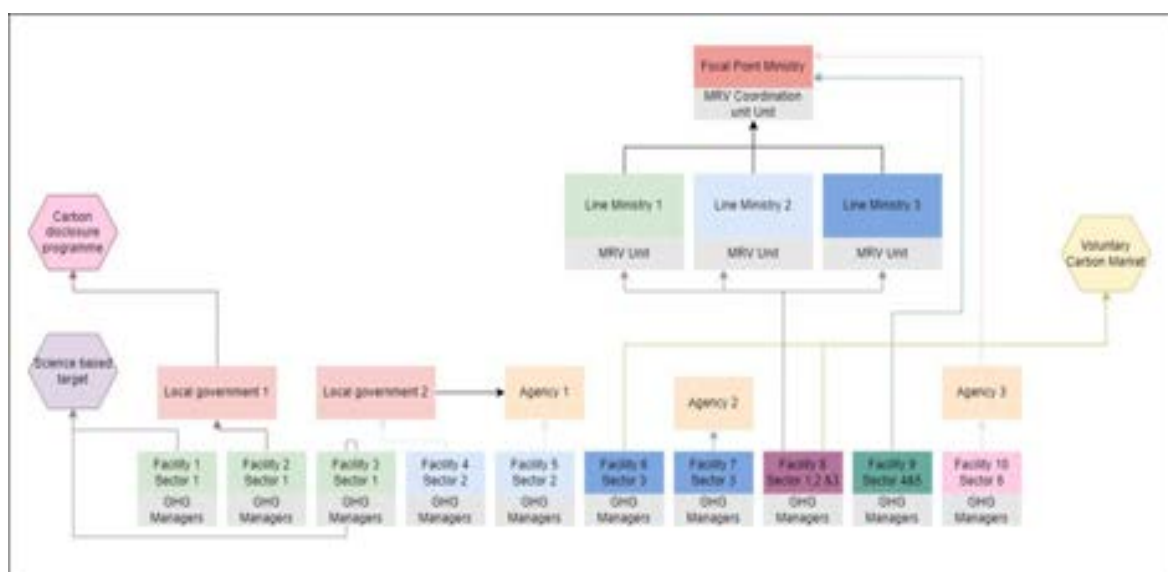 Focal Point Ministry
MRV Coordination
unit Unit
Line Ministry 1
Line Ministry 2
Line Ministry 3
MRV Unit
MRV Unit
MRV Unit
Carbon
disclosure
programme
Voluntary
Carbon Market
Science based
target
Local government 1
Local government 2
Agency 1
Agency 2
Agency 3
Facility 1
Sector 1
GHG
Managers
Facility 2
Sector 1
GHG
Managers
Facility 3
Sector 1
GHG
Managers
Facility 4
Sector 2
GHG
Managers
Facility 5
Sector 2
GHG
Managers
Facility 6
Sector 3
GHG
Managers
Facility 7
Sector 3
GHG
Managers
Facility 8
Sector 1,2 &3
GHG
Managers
Facility 9
Sector 4&5
GHG
Managers
Facility 10
Sector 6
GHG
Managers